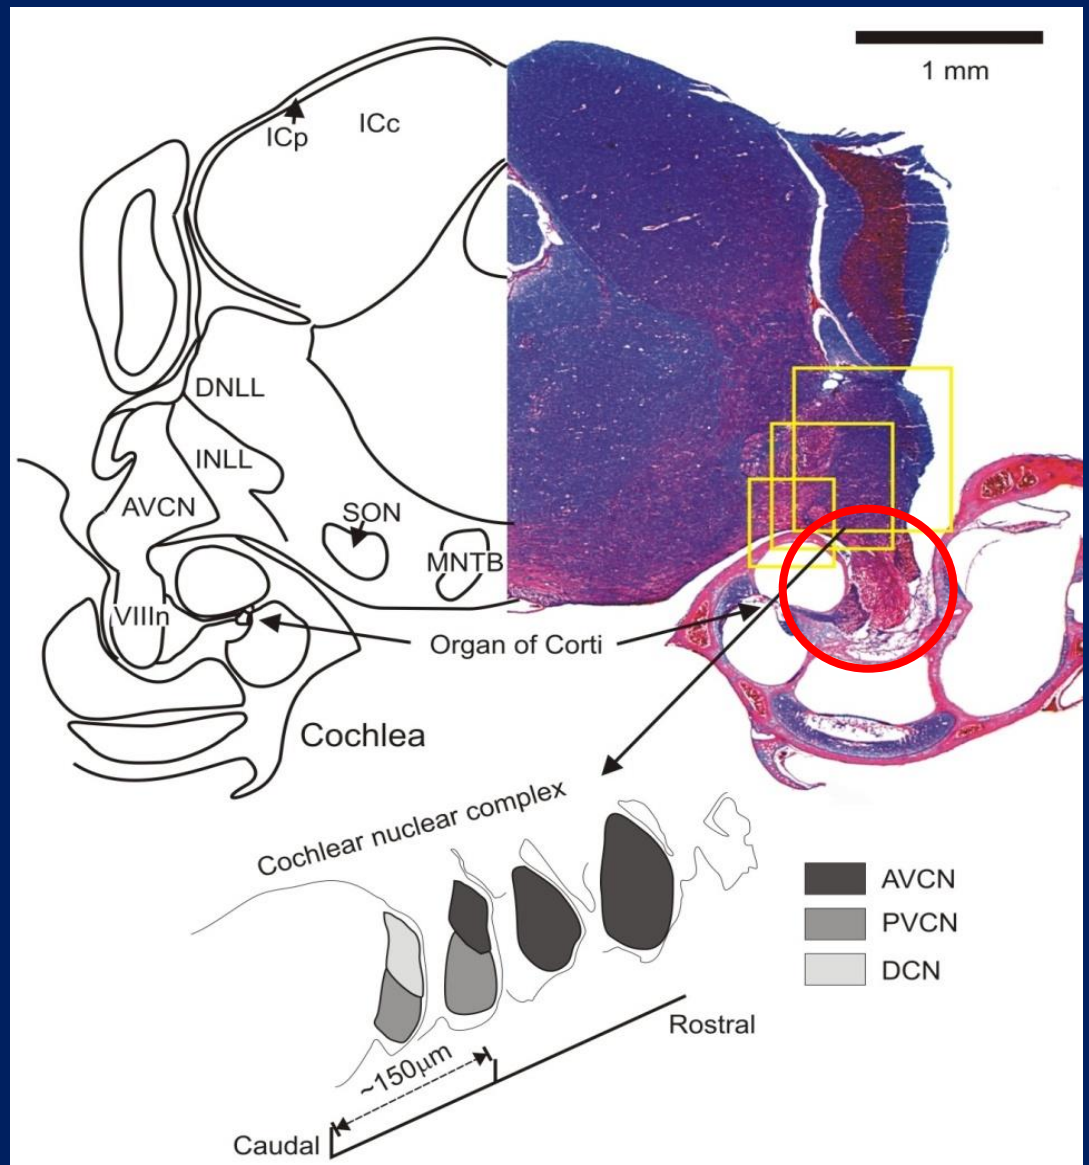 1 mm
ICp
ICc
DNLL
INLL
AVCN
SON
MNTB
VIIIn
Organ of Corti
Cochlea
Cochlear nuclear complex
AVCN
PVCN
DCN
Rostral
~150μm
Caudal